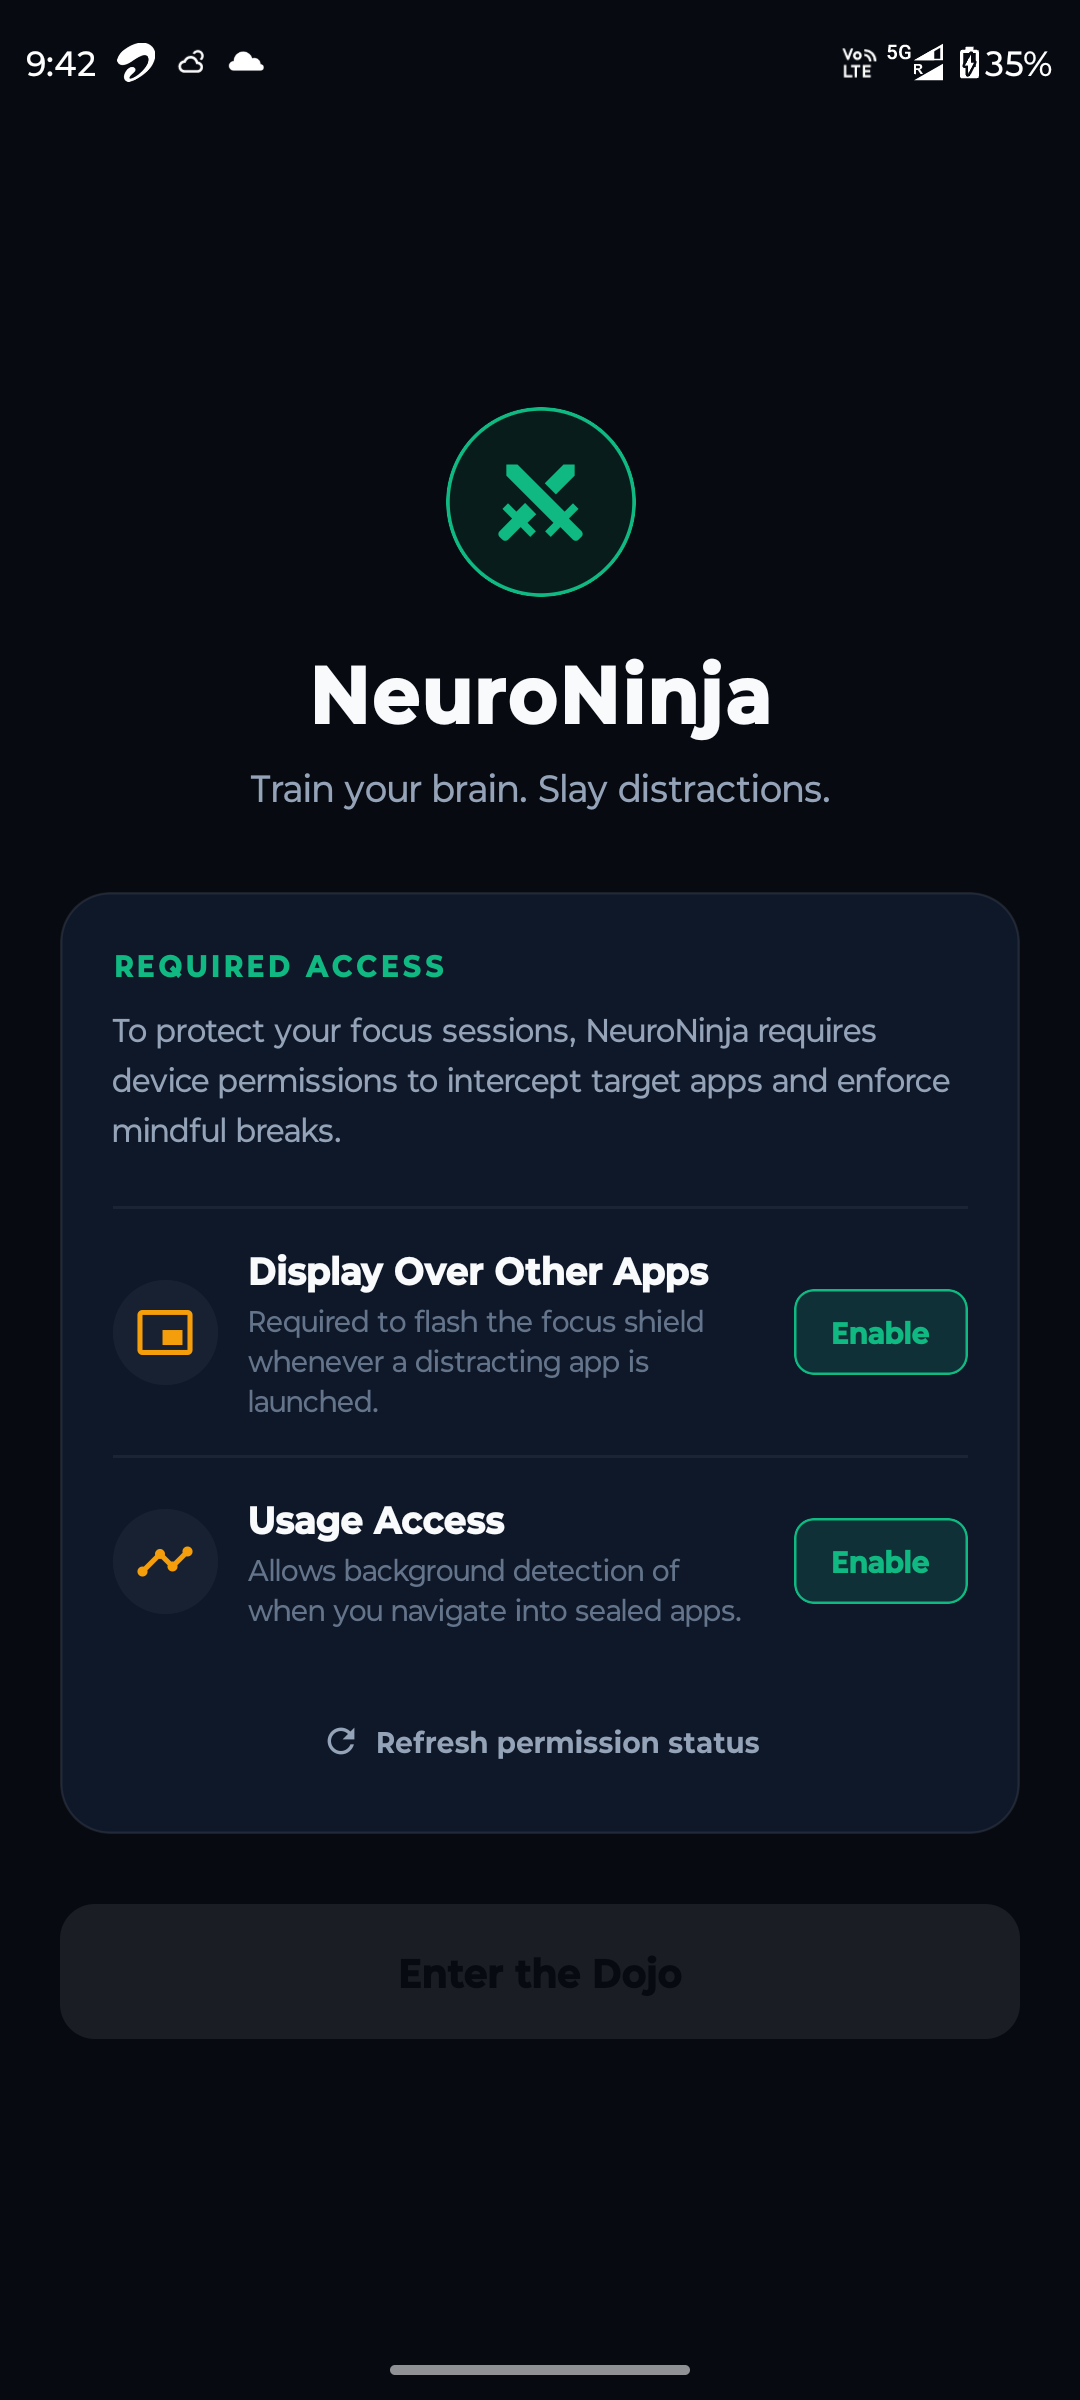 9:42
Vo LTE 5G R 35%
NeuroNinja
Train your brain. Slay distractions.
REQUIRED ACCESS
To protect your focus sessions, NeuroNinja requires
device permissions to intercept target apps and enforce
mindful breaks.
Display Over Other Apps
Required to flash the focus shield
whenever a distracting app is
launched.
Enable
Usage Access
Allows background detection of
when you navigate into sealed apps.
Enable
Refresh permission status
Enter the Dojo